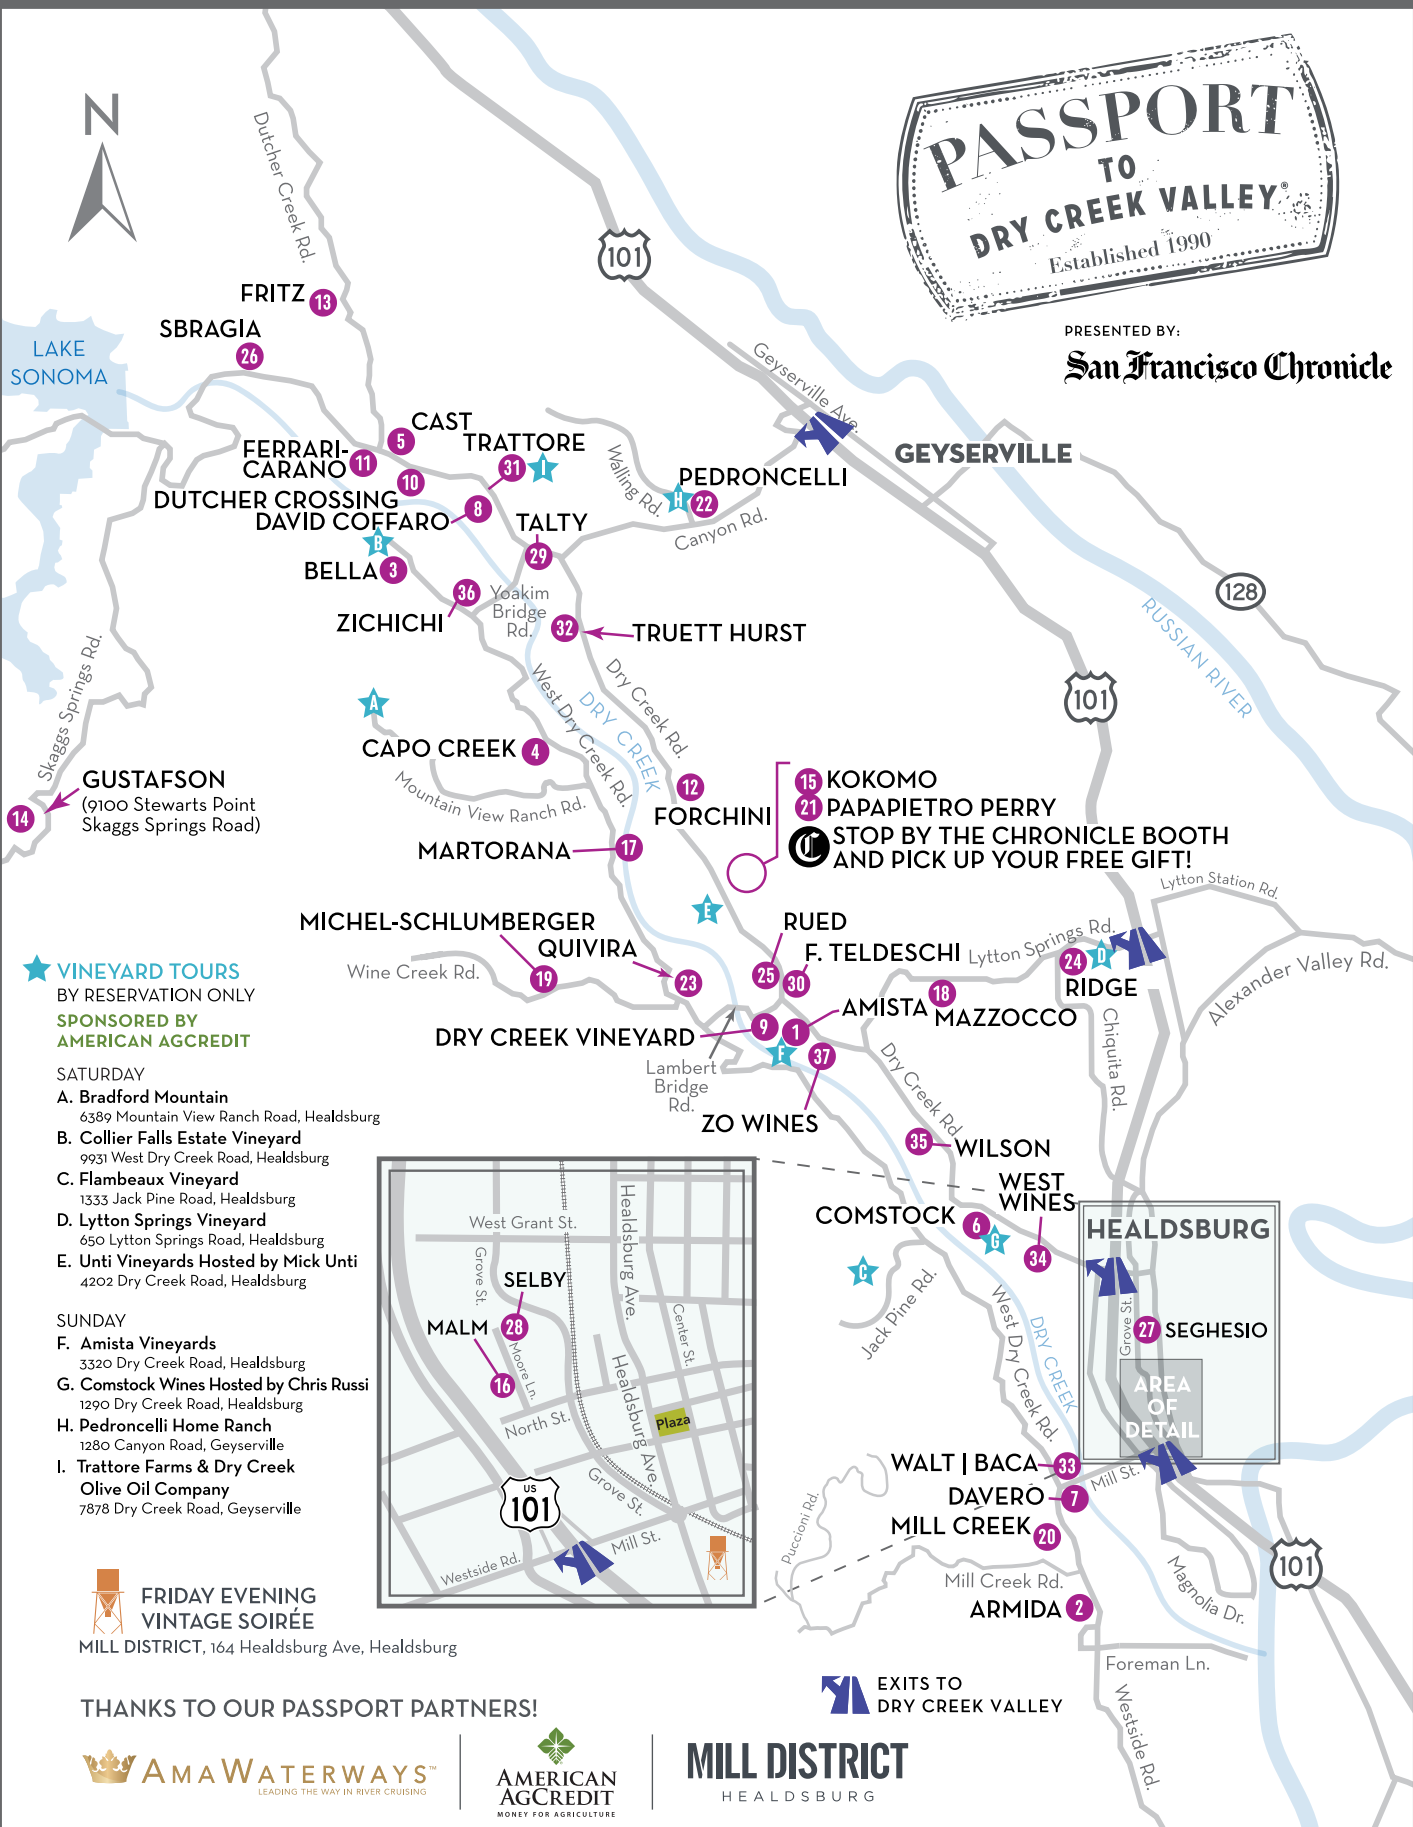 N
PASSPORT
TO
DRY CREEK VALLEY®
Established 1990
PRESENTED BY:
San Francisco Chronicle
Dutcher Creek Rd.
101
FRITZ 13
SBRAGIA
26
LAKE
SONOMA
Geyserville Ave.
GEYSERVILLE
CAST
5
TRATTORE
31
I
FERRARI-
CARANO
11
10
DUTCHER CROSSING
DAVID COFFARO
8
Walling Rd.
PEDRONCELLI
H
22
Canyon Rd.
TALTY
29
B
BELLA 3
36
ZICHICHI
Yoakim
Bridge
Rd.
32
TRUETT HURST
128
RUSSIAN RIVER
101
Skaggs Springs Rd.
A
West Dry Creek Rd.
DRY CREEK
Dry Creek Rd.
CAPO CREEK 4
Mountain View Ranch Rd.
GUSTAFSON
(9100 Stewarts Point
Skaggs Springs Road)
14
12
FORCHINI
15 KOKOMO
21 PAPAPIETRO PERRY
C STOP BY THE CHRONICLE BOOTH
AND PICK UP YOUR FREE GIFT!
MARTORANA
17
Lytton Station Rd.
E
MICHEL-SCHLUMBERGER
QUIVIRA
Wine Creek Rd.
19
23
RUED
25
F. TELDESCHI
30
Lytton Springs Rd.
24
D
RIDGE
Alexander Valley Rd.
AMISTA
18
MAZZOCCO
DRY CREEK VINEYARD
9
1
F
37
Lambert
Bridge
Rd.
ZO WINES
Dry Creek Rd.
Chiquita Rd.
35
WILSON
WEST
WINES
COMSTOCK
6
G
34
C
Jack Pine Rd.
West Dry Creek Rd.
DRY CREEK
HEALDSBURG
Grove St.
27 SEGHESIO
AREA
OF
DETAIL
WALT | BACA
33
Mill St.
DAVERO
7
MILL CREEK
20
Puccioni Rd.
Mill Creek Rd.
ARMIDA 2
Magnolia Dr.
101
Foreman Ln.
Westside Rd.
VINEYARD TOURS
BY RESERVATION ONLY
SPONSORED BY
AMERICAN AGCREDIT
SATURDAY
A. Bradford Mountain
6389 Mountain View Ranch Road, Healdsburg
B. Collier Falls Estate Vineyard
9931 West Dry Creek Road, Healdsburg
C. Flambeaux Vineyard
1333 Jack Pine Road, Healdsburg
D. Lytton Springs Vineyard
650 Lytton Springs Road, Healdsburg
E. Unti Vineyards Hosted by Mick Unti
4202 Dry Creek Road, Healdsburg
SUNDAY
F. Amista Vineyards
3320 Dry Creek Road, Healdsburg
G. Comstock Wines Hosted by Chris Russi
1290 Dry Creek Road, Healdsburg
H. Pedroncelli Home Ranch
1280 Canyon Road, Geyserville
I. Trattore Farms & Dry Creek
Olive Oil Company
7878 Dry Creek Road, Geyserville
West Grant St.
Healdsburg Ave.
Grove St.
SELBY
28
MALM
16
Moore Ln.
Center St.
North St.
Healdsburg Ave.
Plaza
Grove St.
US
101
Mill St.
Westside Rd.
FRIDAY EVENING
VINTAGE SOIRÉE
MILL DISTRICT, 164 Healdsburg Ave, Healdsburg
EXITS TO
DRY CREEK VALLEY
THANKS TO OUR PASSPORT PARTNERS!
AMAWATERWAYS™
LEADING THE WAY IN RIVER CRUISING
AMERICAN
AGCREDIT
MONEY FOR AGRICULTURE
MILL DISTRICT
HEALDSBURG